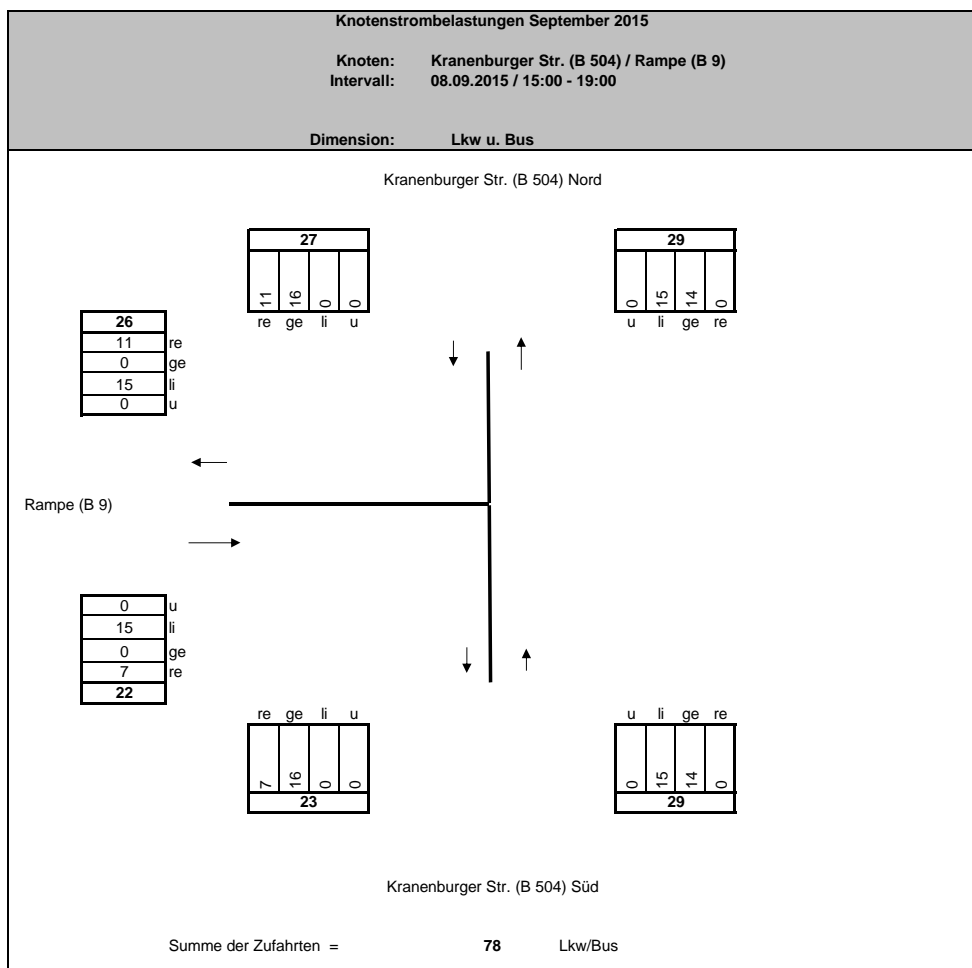 Knotenstrombelastungen September 2015
Knoten: Kranenburger Str. (B 504) / Rampe (B 9)
Intervall: 08.09.2015 / 15:00 - 19:00
Dimension: Lkw u. Bus
Kranenburger Str. (B 504) Nord
27
11 16 0 0
re ge li u
29
0 15 14 0
u li ge re
26
11 re
0 ge
15 li
0 u
Rampe (B 9)
0 u
15 li
0 ge
7 re
22
re ge li u
7 16 0 0
23
u li ge re
0 15 14 0
29
Kranenburger Str. (B 504) Süd
Summe der Zufahrten = 78 Lkw/Bus